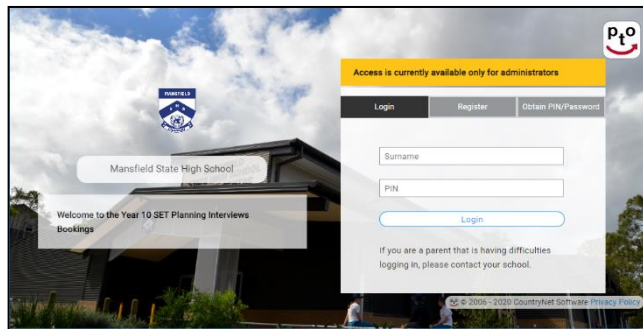 pto
Access is currently available only for administrators
MANSFIELD
Login
Register
Obtain PIN/Password
Surname
Mansfield State High School
PIN
Welcome to the Year 10 SET Planning Interviews
Bookings
Login
If you are a parent that is having difficulties
logging in, please contact your school.
© 2006 - 2020 CountryNet Software Privacy Policy